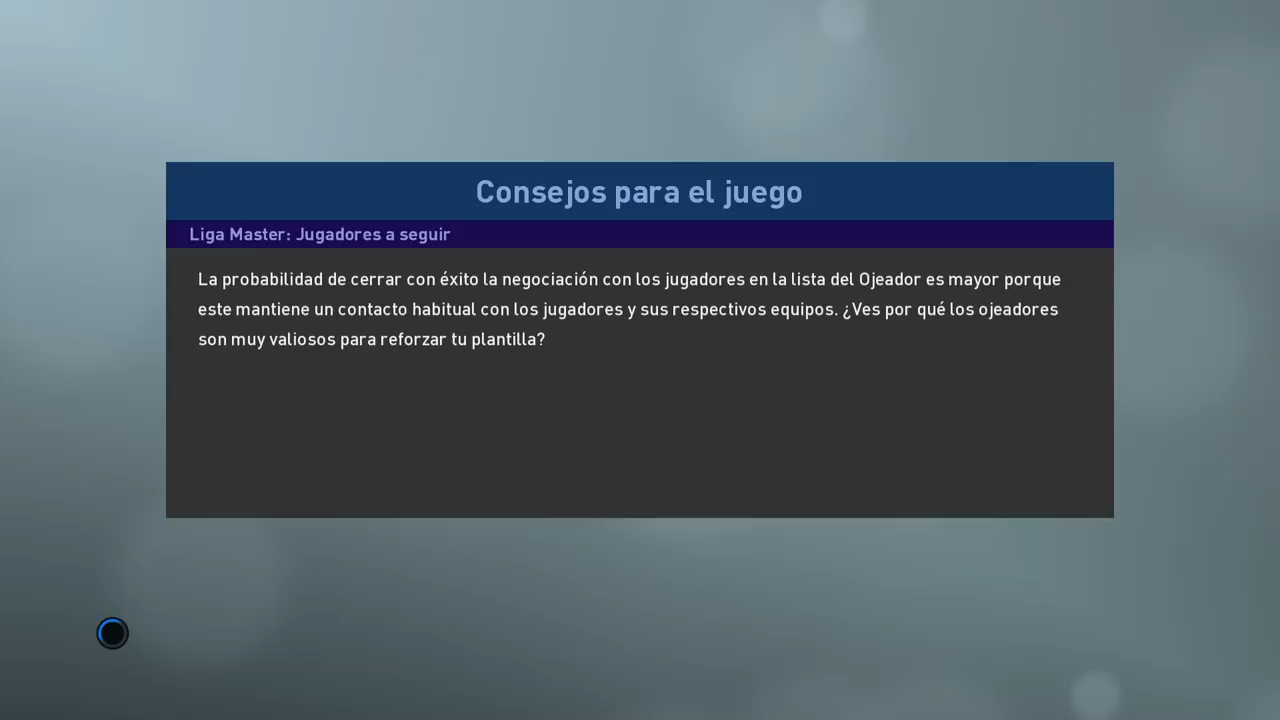 Consejos para el juego
Liga Master: Jugadores a seguir
La probabilidad de cerrar con éxito la negociación con los jugadores en la lista del Ojeador es mayor porque
este mantiene un contacto habitual con los jugadores y sus respectivos equipos. ¿Ves por qué los ojeadores
son muy valiosos para reforzar tu plantilla?